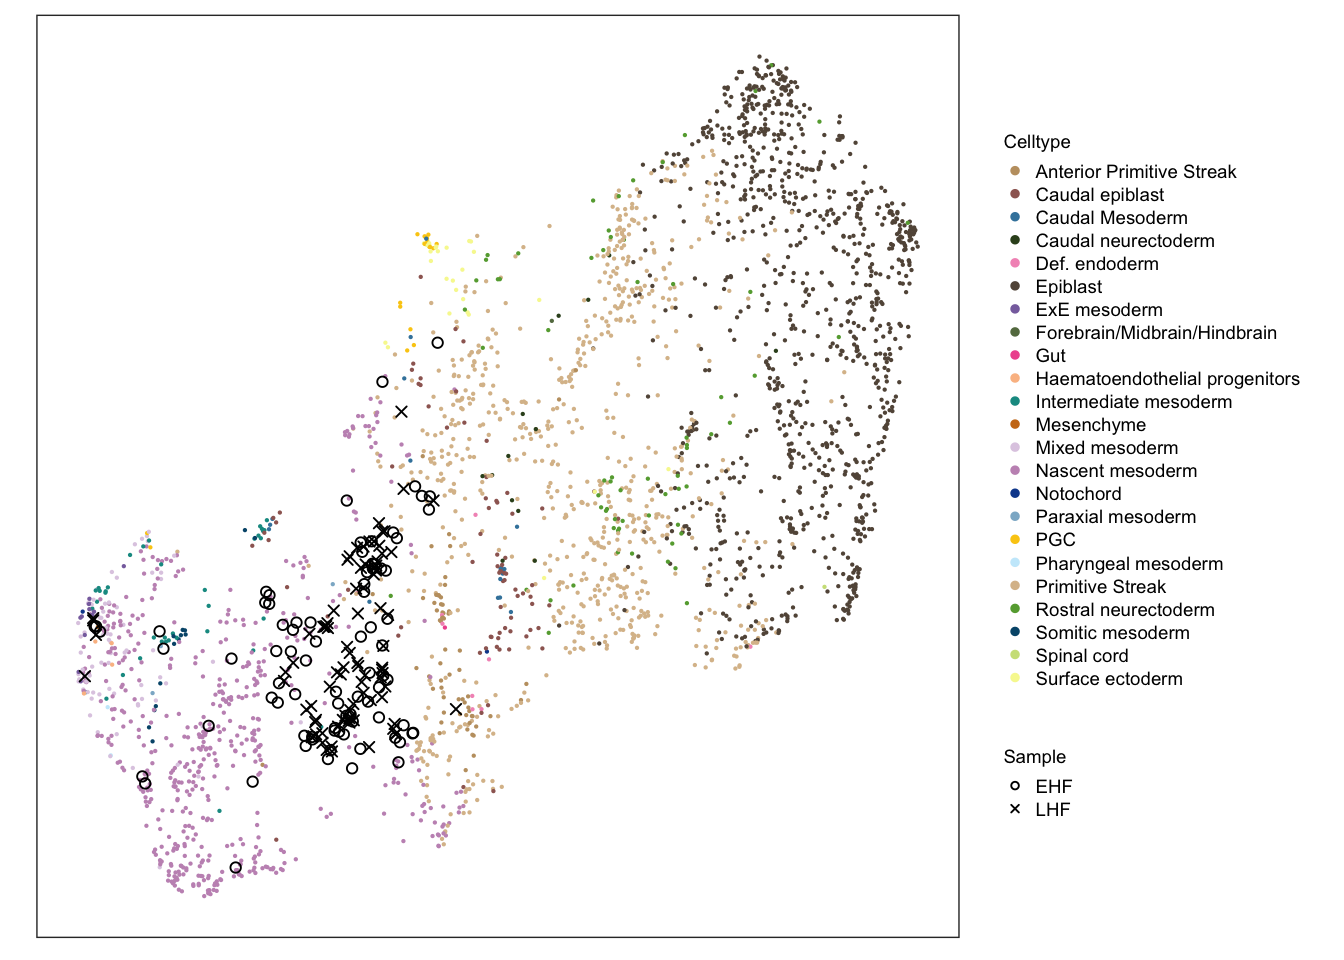 Celltype
Anterior Primitive Streak
Caudal epiblast
Caudal Mesoderm
Caudal neurectoderm
Def. endoderm
Epiblast
ExE mesoderm
Forebrain/Midbrain/Hindbrain
Gut
Haematoendothelial progenitors
Intermediate mesoderm
Mesenchyme
Mixed mesoderm
Nascent mesoderm
Notochord
Paraxial mesoderm
PGC
Pharyngeal mesoderm
Primitive Streak
Rostral neurectoderm
Somitic mesoderm
Spinal cord
Surface ectoderm
Sample
EHF
LHF